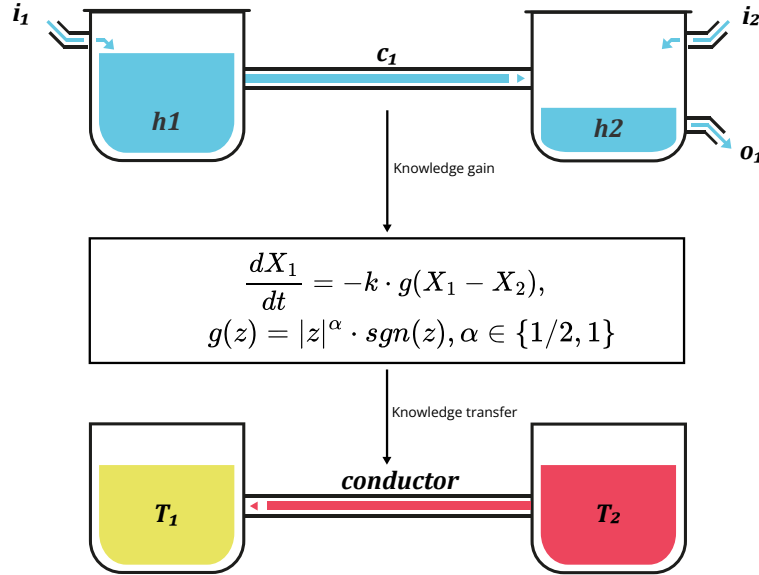 i₁
i₂
c₁
h1
h2
o₁
Knowledge gain
dX₁/dt = −k · g(X₁ − X₂),
g(z) = |z|^α · sgn(z), α ∈ {1/2, 1}
Knowledge transfer
conductor
T₁
T₂